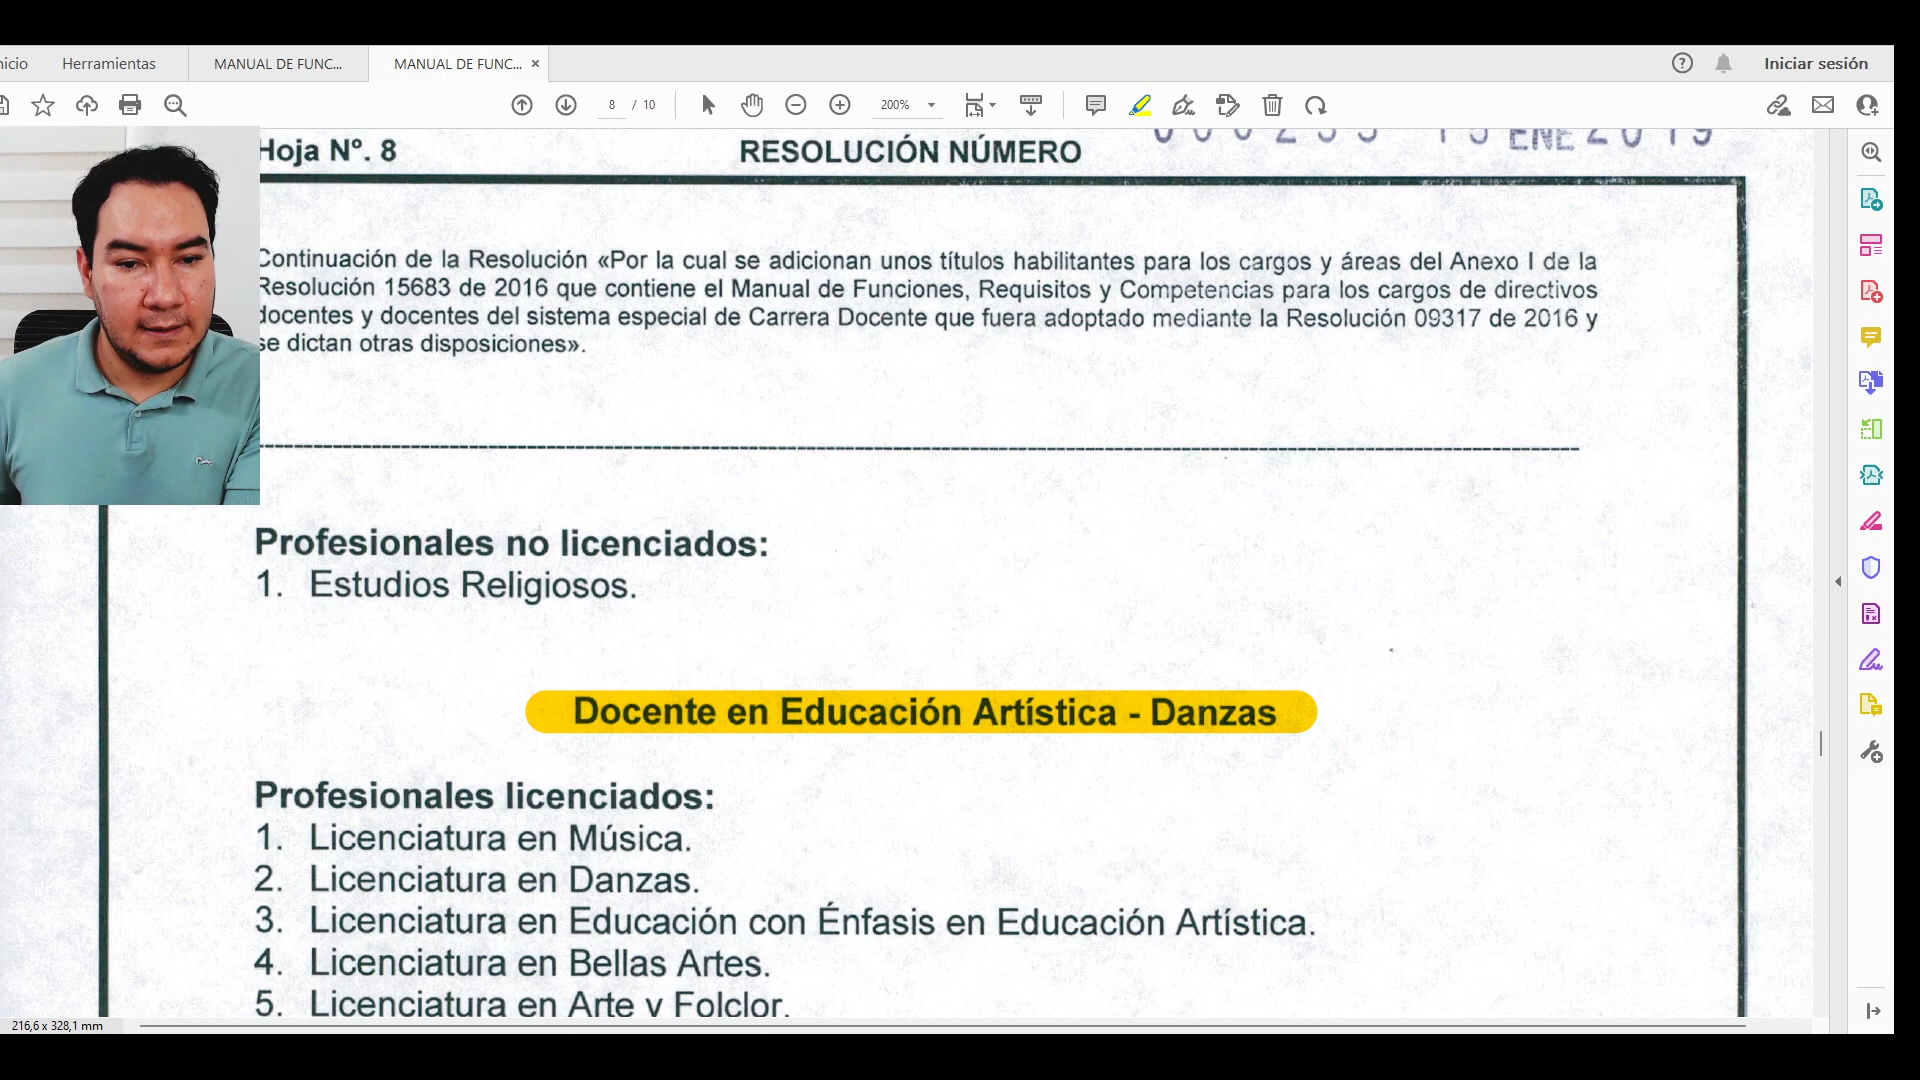 nicio Herramientas MANUAL DE FUNC... MANUAL DE FUNC... × Iniciar sesión
8 / 10 200%
Hoja Nº. 8 RESOLUCIÓN NÚMERO ENE 2019
Continuación de la Resolución «Por la cual se adicionan unos títulos habilitantes para los cargos y áreas del Anexo I de la
Resolución 15683 de 2016 que contiene el Manual de Funciones, Requisitos y Competencias para los cargos de directivos
docentes y docentes del sistema especial de Carrera Docente que fuera adoptado mediante la Resolución 09317 de 2016 y
se dictan otras disposiciones».
Profesionales no licenciados:
1. Estudios Religiosos.
Docente en Educación Artística - Danzas
Profesionales licenciados:
1. Licenciatura en Música.
2. Licenciatura en Danzas.
3. Licenciatura en Educación con Énfasis en Educación Artística.
4. Licenciatura en Bellas Artes.
5. Licenciatura en Arte y Folclor.
216,6 x 328,1 mm